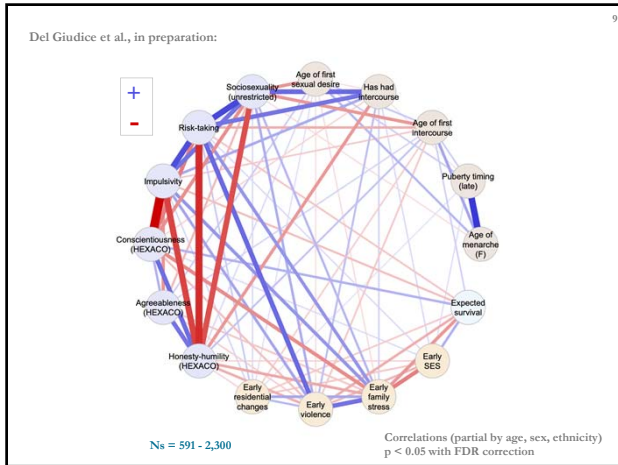 9
Del Giudice et al., in preparation:
+
-
Age of first
sexual desire
Sociosexuality
(unrestricted)
Has had
intercourse
Risk-taking
Age of first
intercourse
Impulsivity
Puberty timing
(late)
Conscientiousness
(HEXACO)
Age of
menarche
(F)
Agreeableness
(HEXACO)
Expected
survival
Honesty-humility
(HEXACO)
Early
SES
Early
residential
changes
Early
violence
Early
family
stress
Ns = 591 - 2,300
Correlations (partial by age, sex, ethnicity)
p < 0.05 with FDR correction